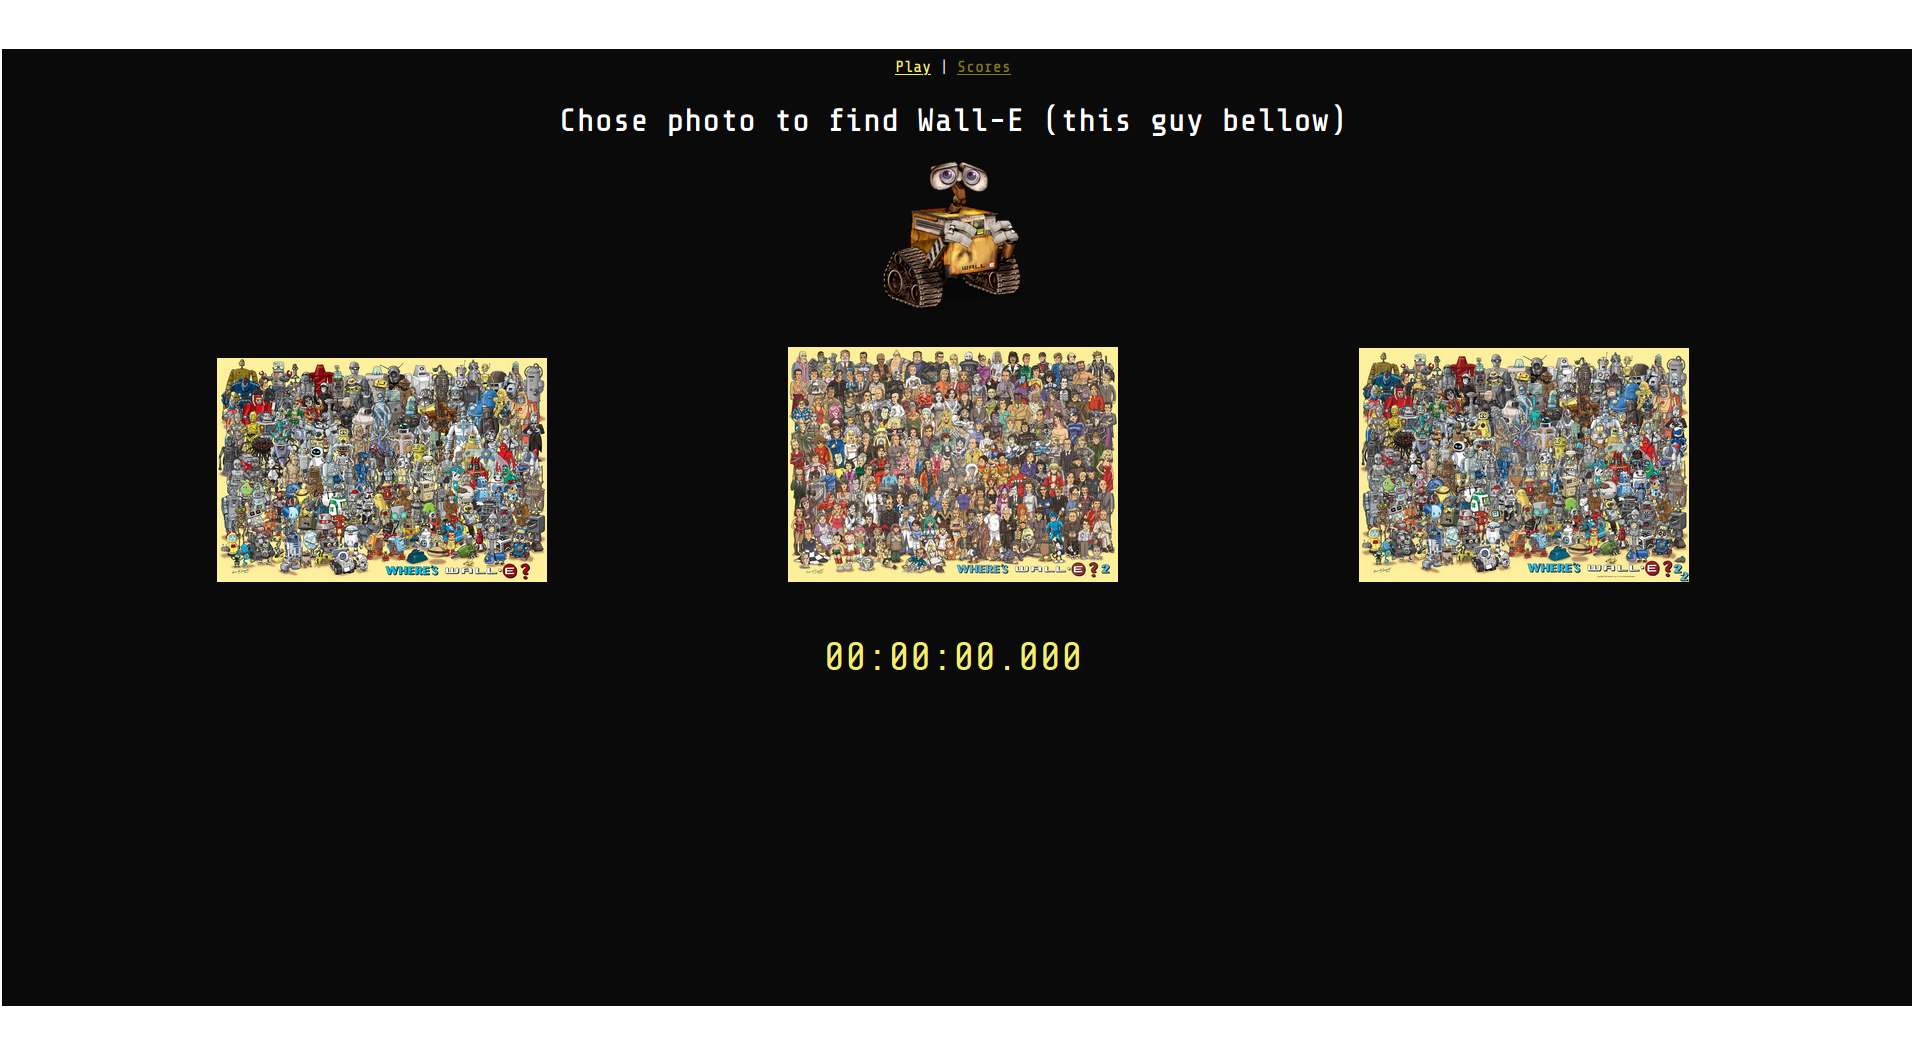 Play | Scores
Chose photo to find Wall-E (this guy bellow)
WALL·E
WHERE'S WALL·E?
WHERE'S WALL·E? 2
WHERE'S WALL·E? 2
2
00:00:00.000